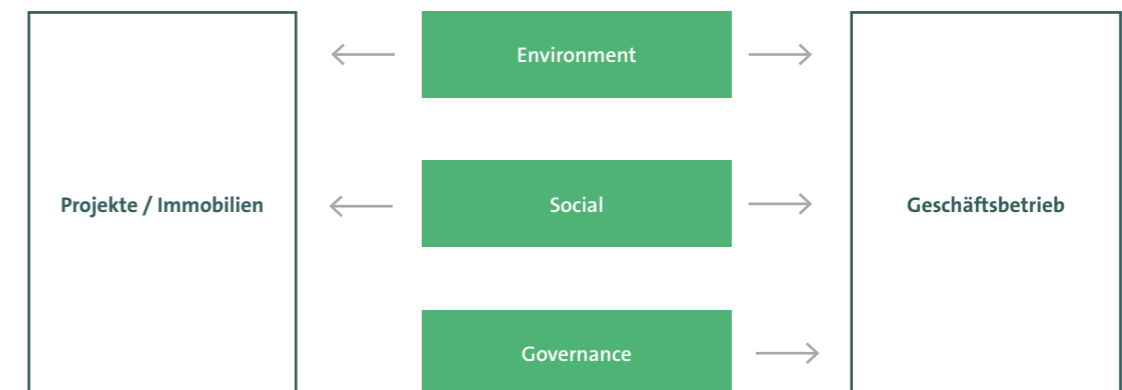 Environment
Projekte / Immobilien
Social
Geschäftsbetrieb
Governance